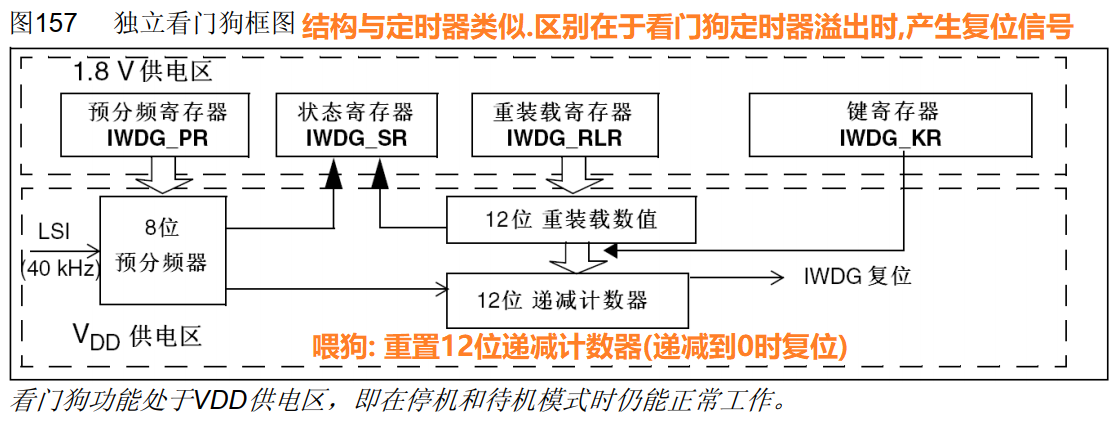 图157 独立看门狗框图 结构与定时器类似.区别在于看门狗定时器溢出时,产生复位信号
1.8 V 供电区
预分频寄存器
IWDG_PR
状态寄存器
IWDG_SR
重装载寄存器
IWDG_RLR
键寄存器
IWDG_KR
LSI
(40 kHz)
8位
预分频器
12位 重装载数值
12位 递减计数器
IWDG 复位
VDD 供电区
喂狗: 重置12位递减计数器(递减到0时复位)
看门狗功能处于VDD供电区，即在停机和待机模式时仍能正常工作。